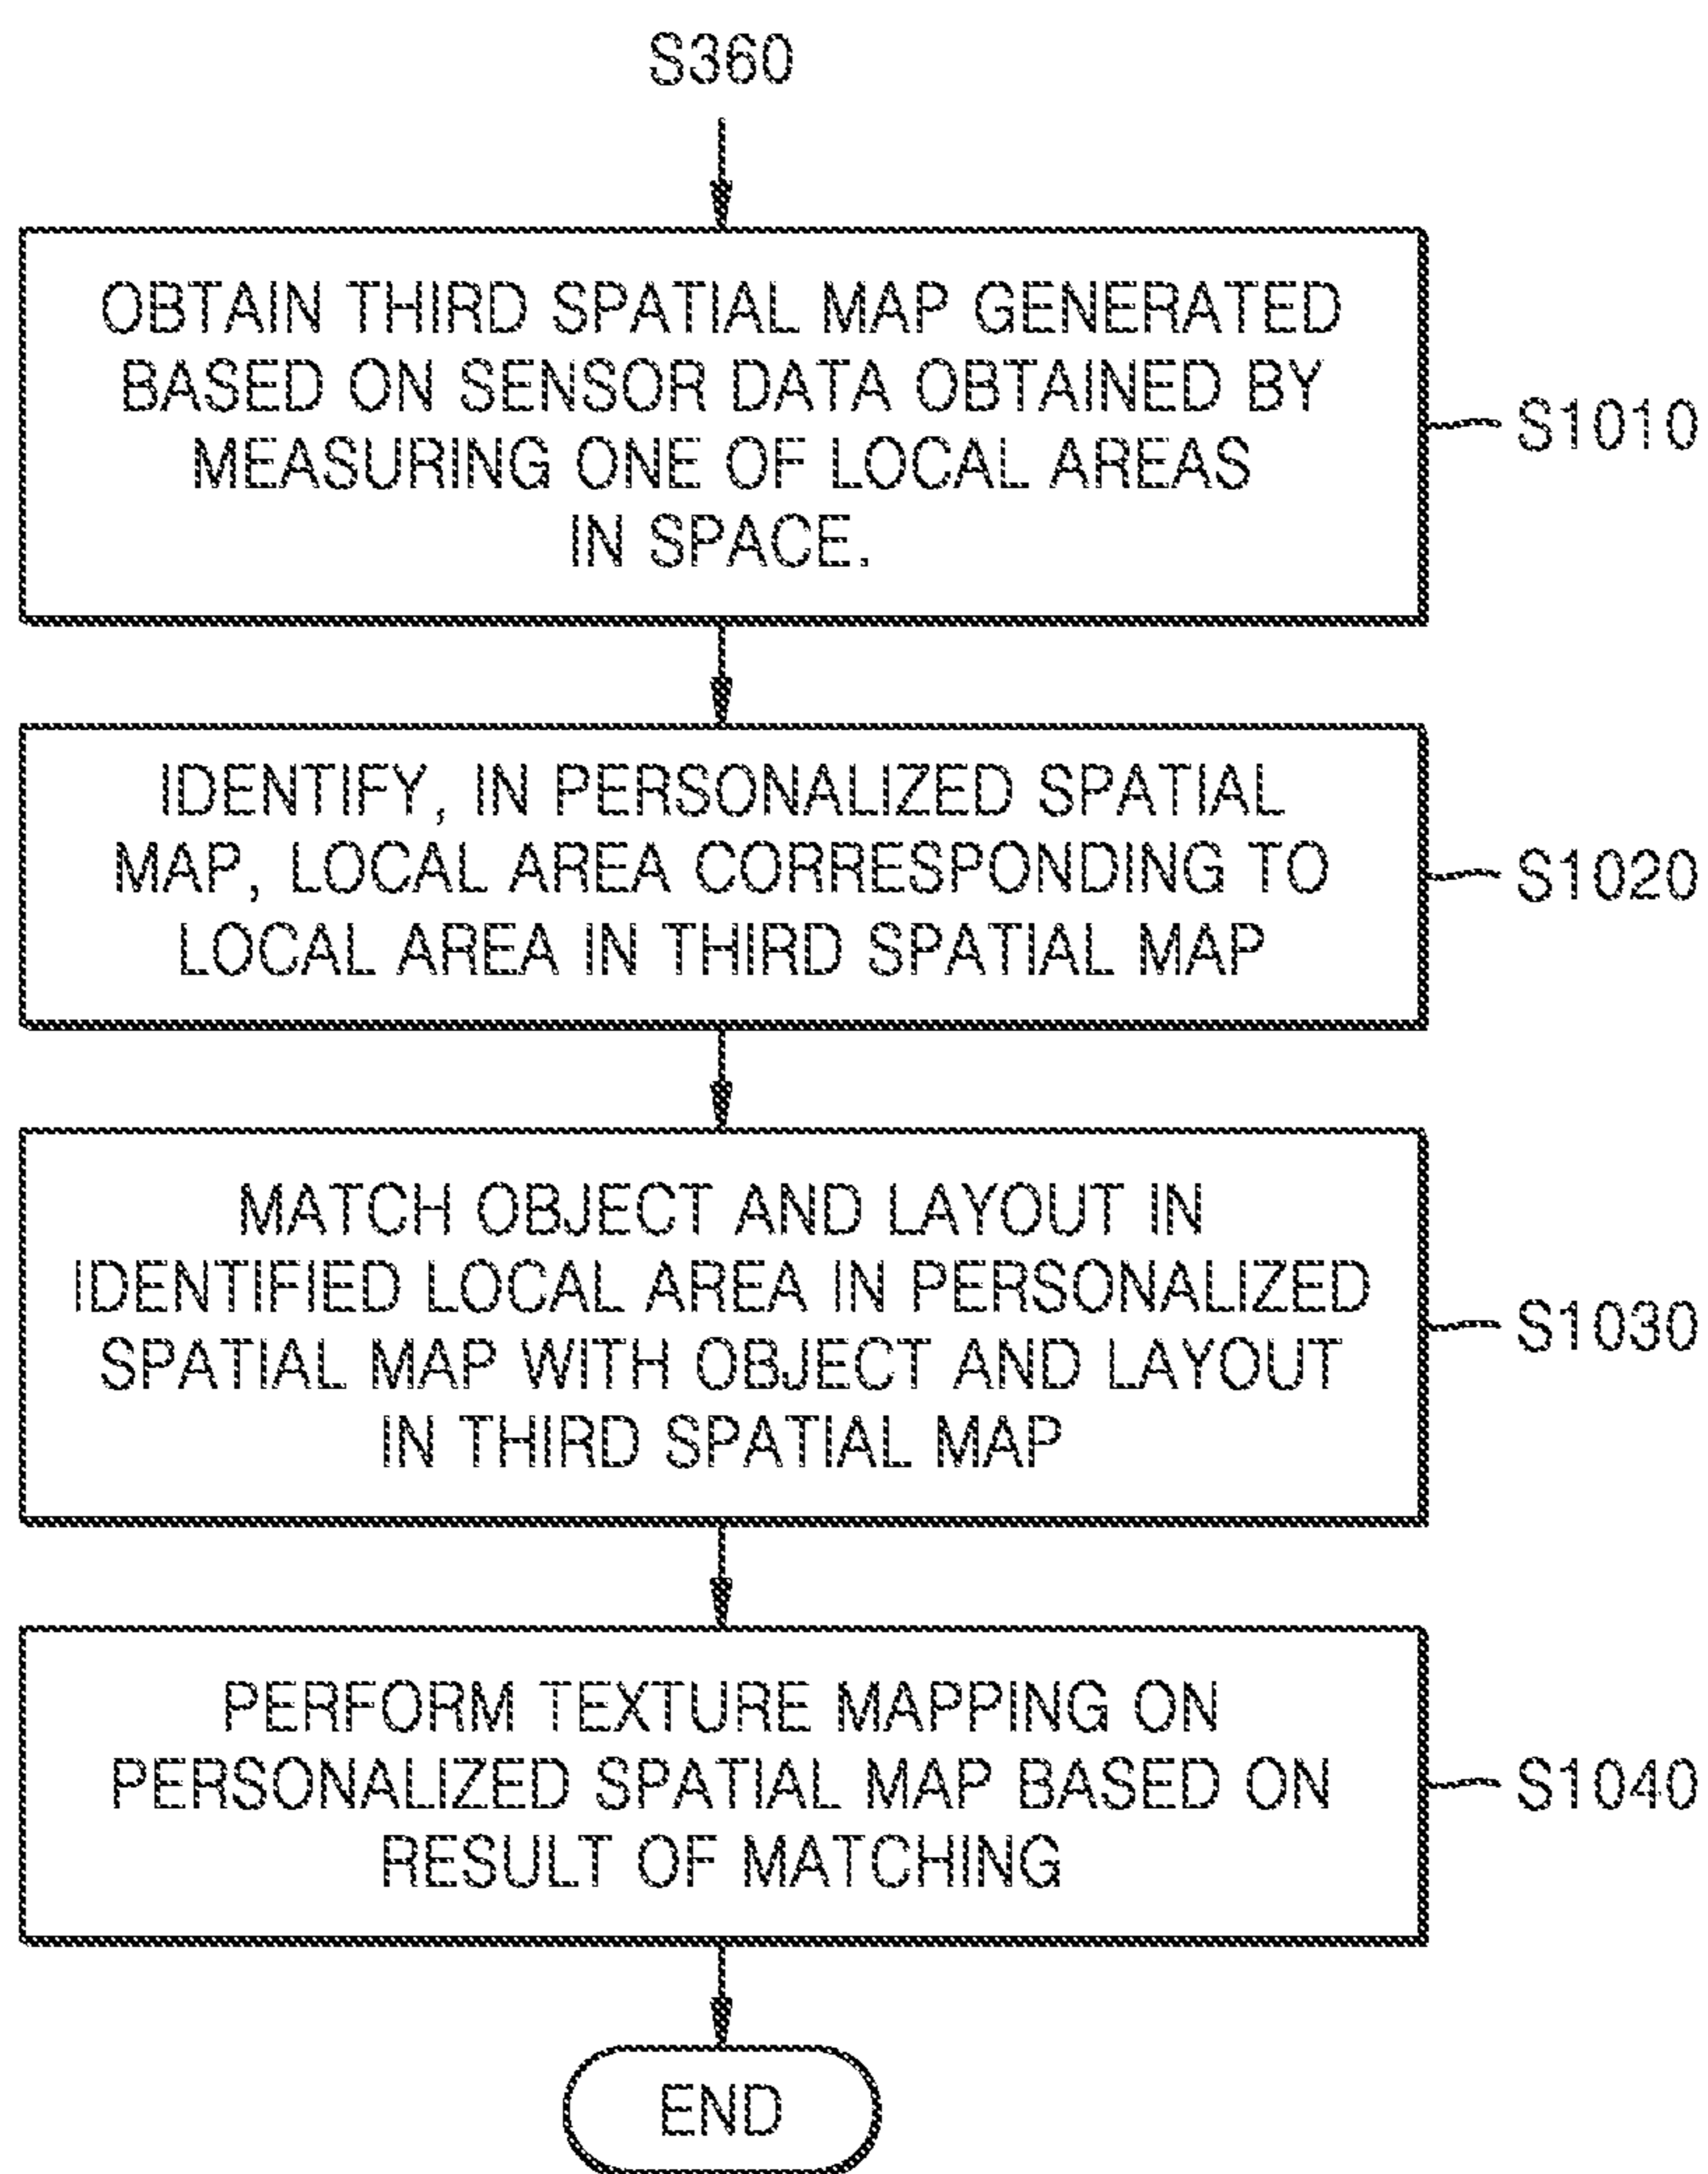 S360
OBTAIN THIRD SPATIAL MAP GENERATED
BASED ON SENSOR DATA OBTAINED BY
MEASURING ONE OF LOCAL AREAS
IN SPACE.
S1010
IDENTIFY, IN PERSONALIZED SPATIAL
MAP, LOCAL AREA CORRESPONDING TO
LOCAL AREA IN THIRD SPATIAL MAP
S1020
MATCH OBJECT AND LAYOUT IN
IDENTIFIED LOCAL AREA IN PERSONALIZED
SPATIAL MAP WITH OBJECT AND LAYOUT
IN THIRD SPATIAL MAP
S1030
PERFORM TEXTURE MAPPING ON
PERSONALIZED SPATIAL MAP BASED ON
RESULT OF MATCHING
S1040
END